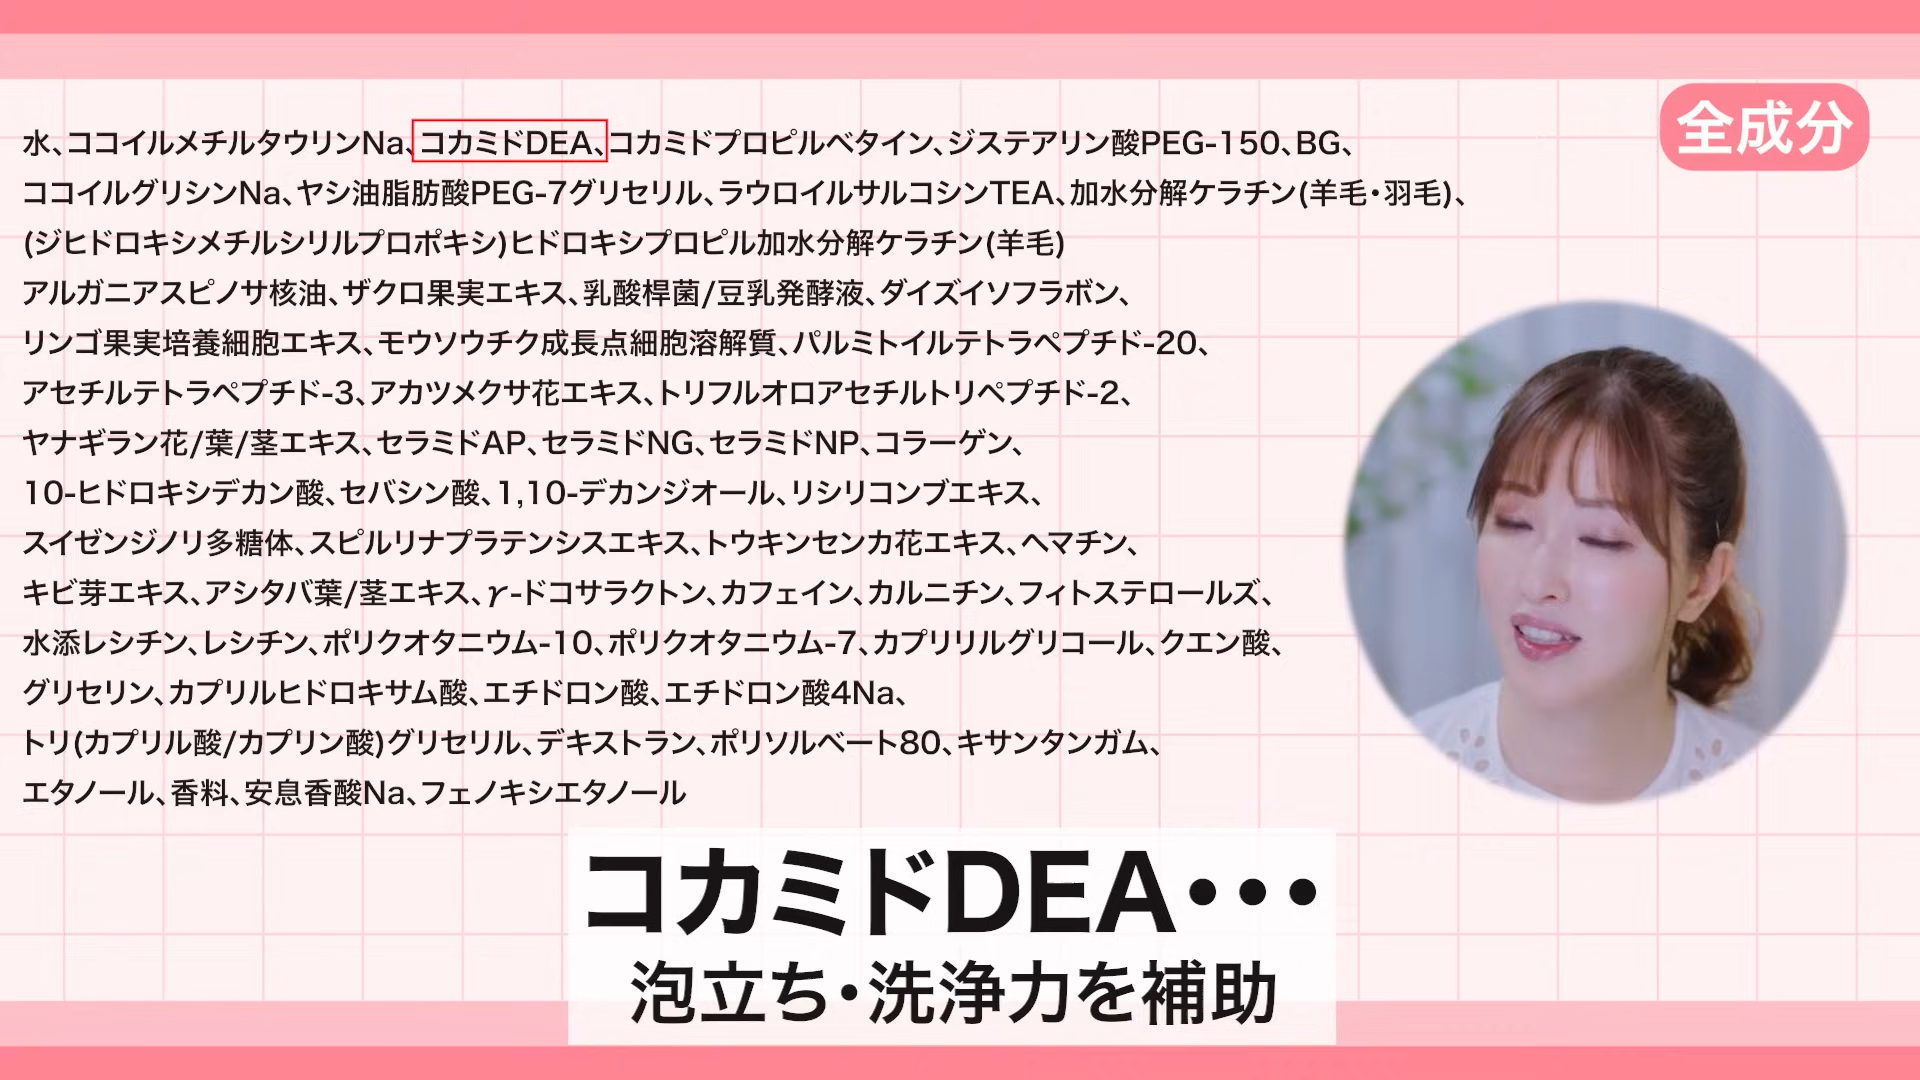 全成分
水、ココイルメチルタウリンNa、コカミドDEA、コカミドプロピルベタイン、ジステアリン酸PEG-150、BG、
ココイルグリシンNa、ヤシ油脂肪酸PEG-7グリセリル、ラウロイルサルコシンTEA、加水分解ケラチン(羊毛・羽毛)、
(ジヒドロキシメチルシリルプロポキシ)ヒドロキシプロピル加水分解ケラチン(羊毛)
アルガニアスピノサ核油、ザクロ果実エキス、乳酸桿菌/豆乳発酵液、ダイズイソフラボン、
リンゴ果実培養細胞エキス、モウソウチク成長点細胞溶解質、パルミトイルテトラペプチド-20、
アセチルテトラペプチド-3、アカツメクサ花エキス、トリフルオロアセチルトリペプチド-2、
ヤナギラン花/葉/茎エキス、セラミドAP、セラミドNG、セラミドNP、コラーゲン、
10-ヒドロキシデカン酸、セバシン酸、1,10-デカンジオール、リシリコンブエキス、
スイゼンジノリ多糖体、スピルリナプラテンシスエキス、トウキンセンカ花エキス、ヘマチン、
キビ芽エキス、アシタバ葉/茎エキス、γ-ドコサラクトン、カフェイン、カルニチン、フィトステロールズ、
水添レシチン、レシチン、ポリクオタニウム-10、ポリクオタニウム-7、カプリリルグリコール、クエン酸、
グリセリン、カプリルヒドロキサム酸、エチドロン酸、エチドロン酸4Na、
トリ(カプリル酸/カプリン酸)グリセリル、デキストラン、ポリソルベート80、キサンタンガム、
エタノール、香料、安息香酸Na、フェノキシエタノール
コカミドDEA・・・
泡立ち・洗浄力を補助